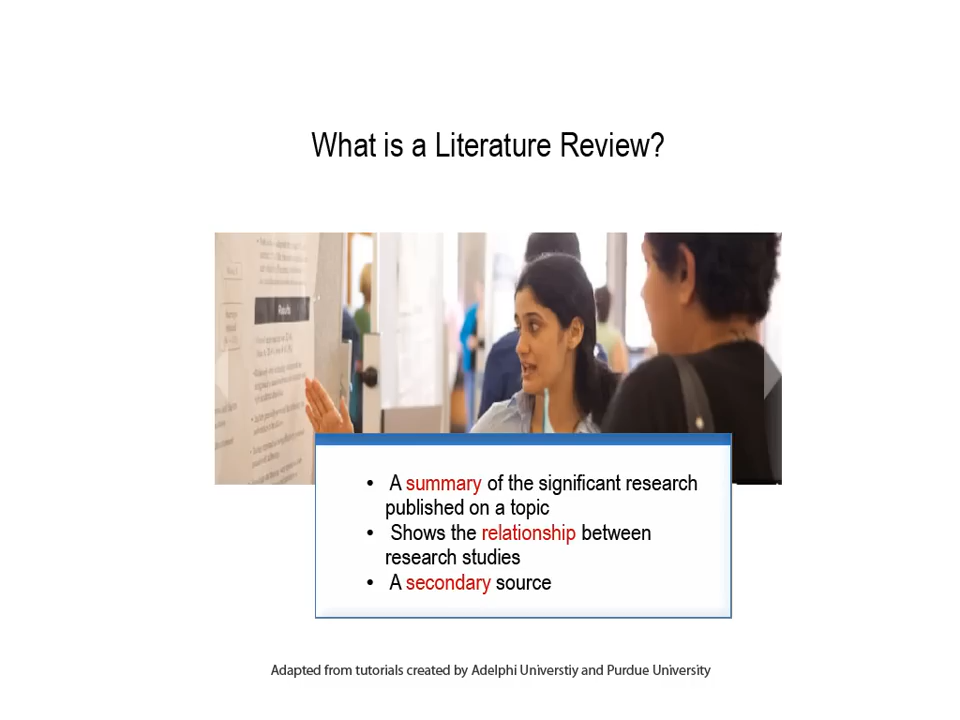 What is a Literature Review?
Results
• A summary of the significant research
published on a topic
• Shows the relationship between
research studies
• A secondary source
Adapted from tutorials created by Adelphi Universtiy and Purdue University